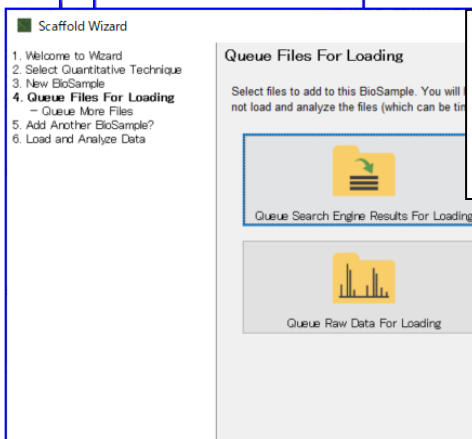 Scaffold Wizard
1. Welcome to Wizard
2. Select Quantitative Technique
3. New BioSample
4. Queue Files For Loading
– Queue More Files
5. Add Another BioSample?
6. Load and Analyze Data
Queue Files For Loading
Select files to add to this BioSample. You will
not load and analyze the files (which can be
Queue Search Engine Results For Loading
Queue Raw Data For Loading